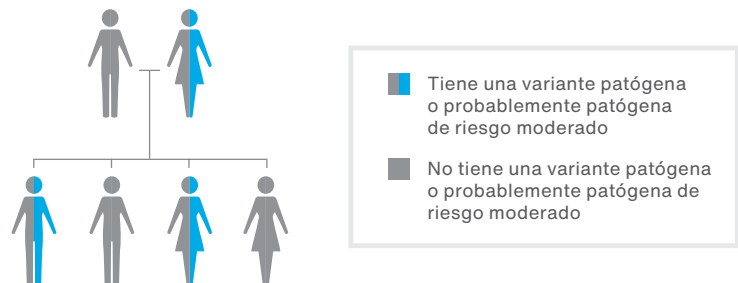 Tiene una variante patógena
o probablemente patógena
de riesgo moderado
No tiene una variante patógena
o probablemente patógena de
riesgo moderado